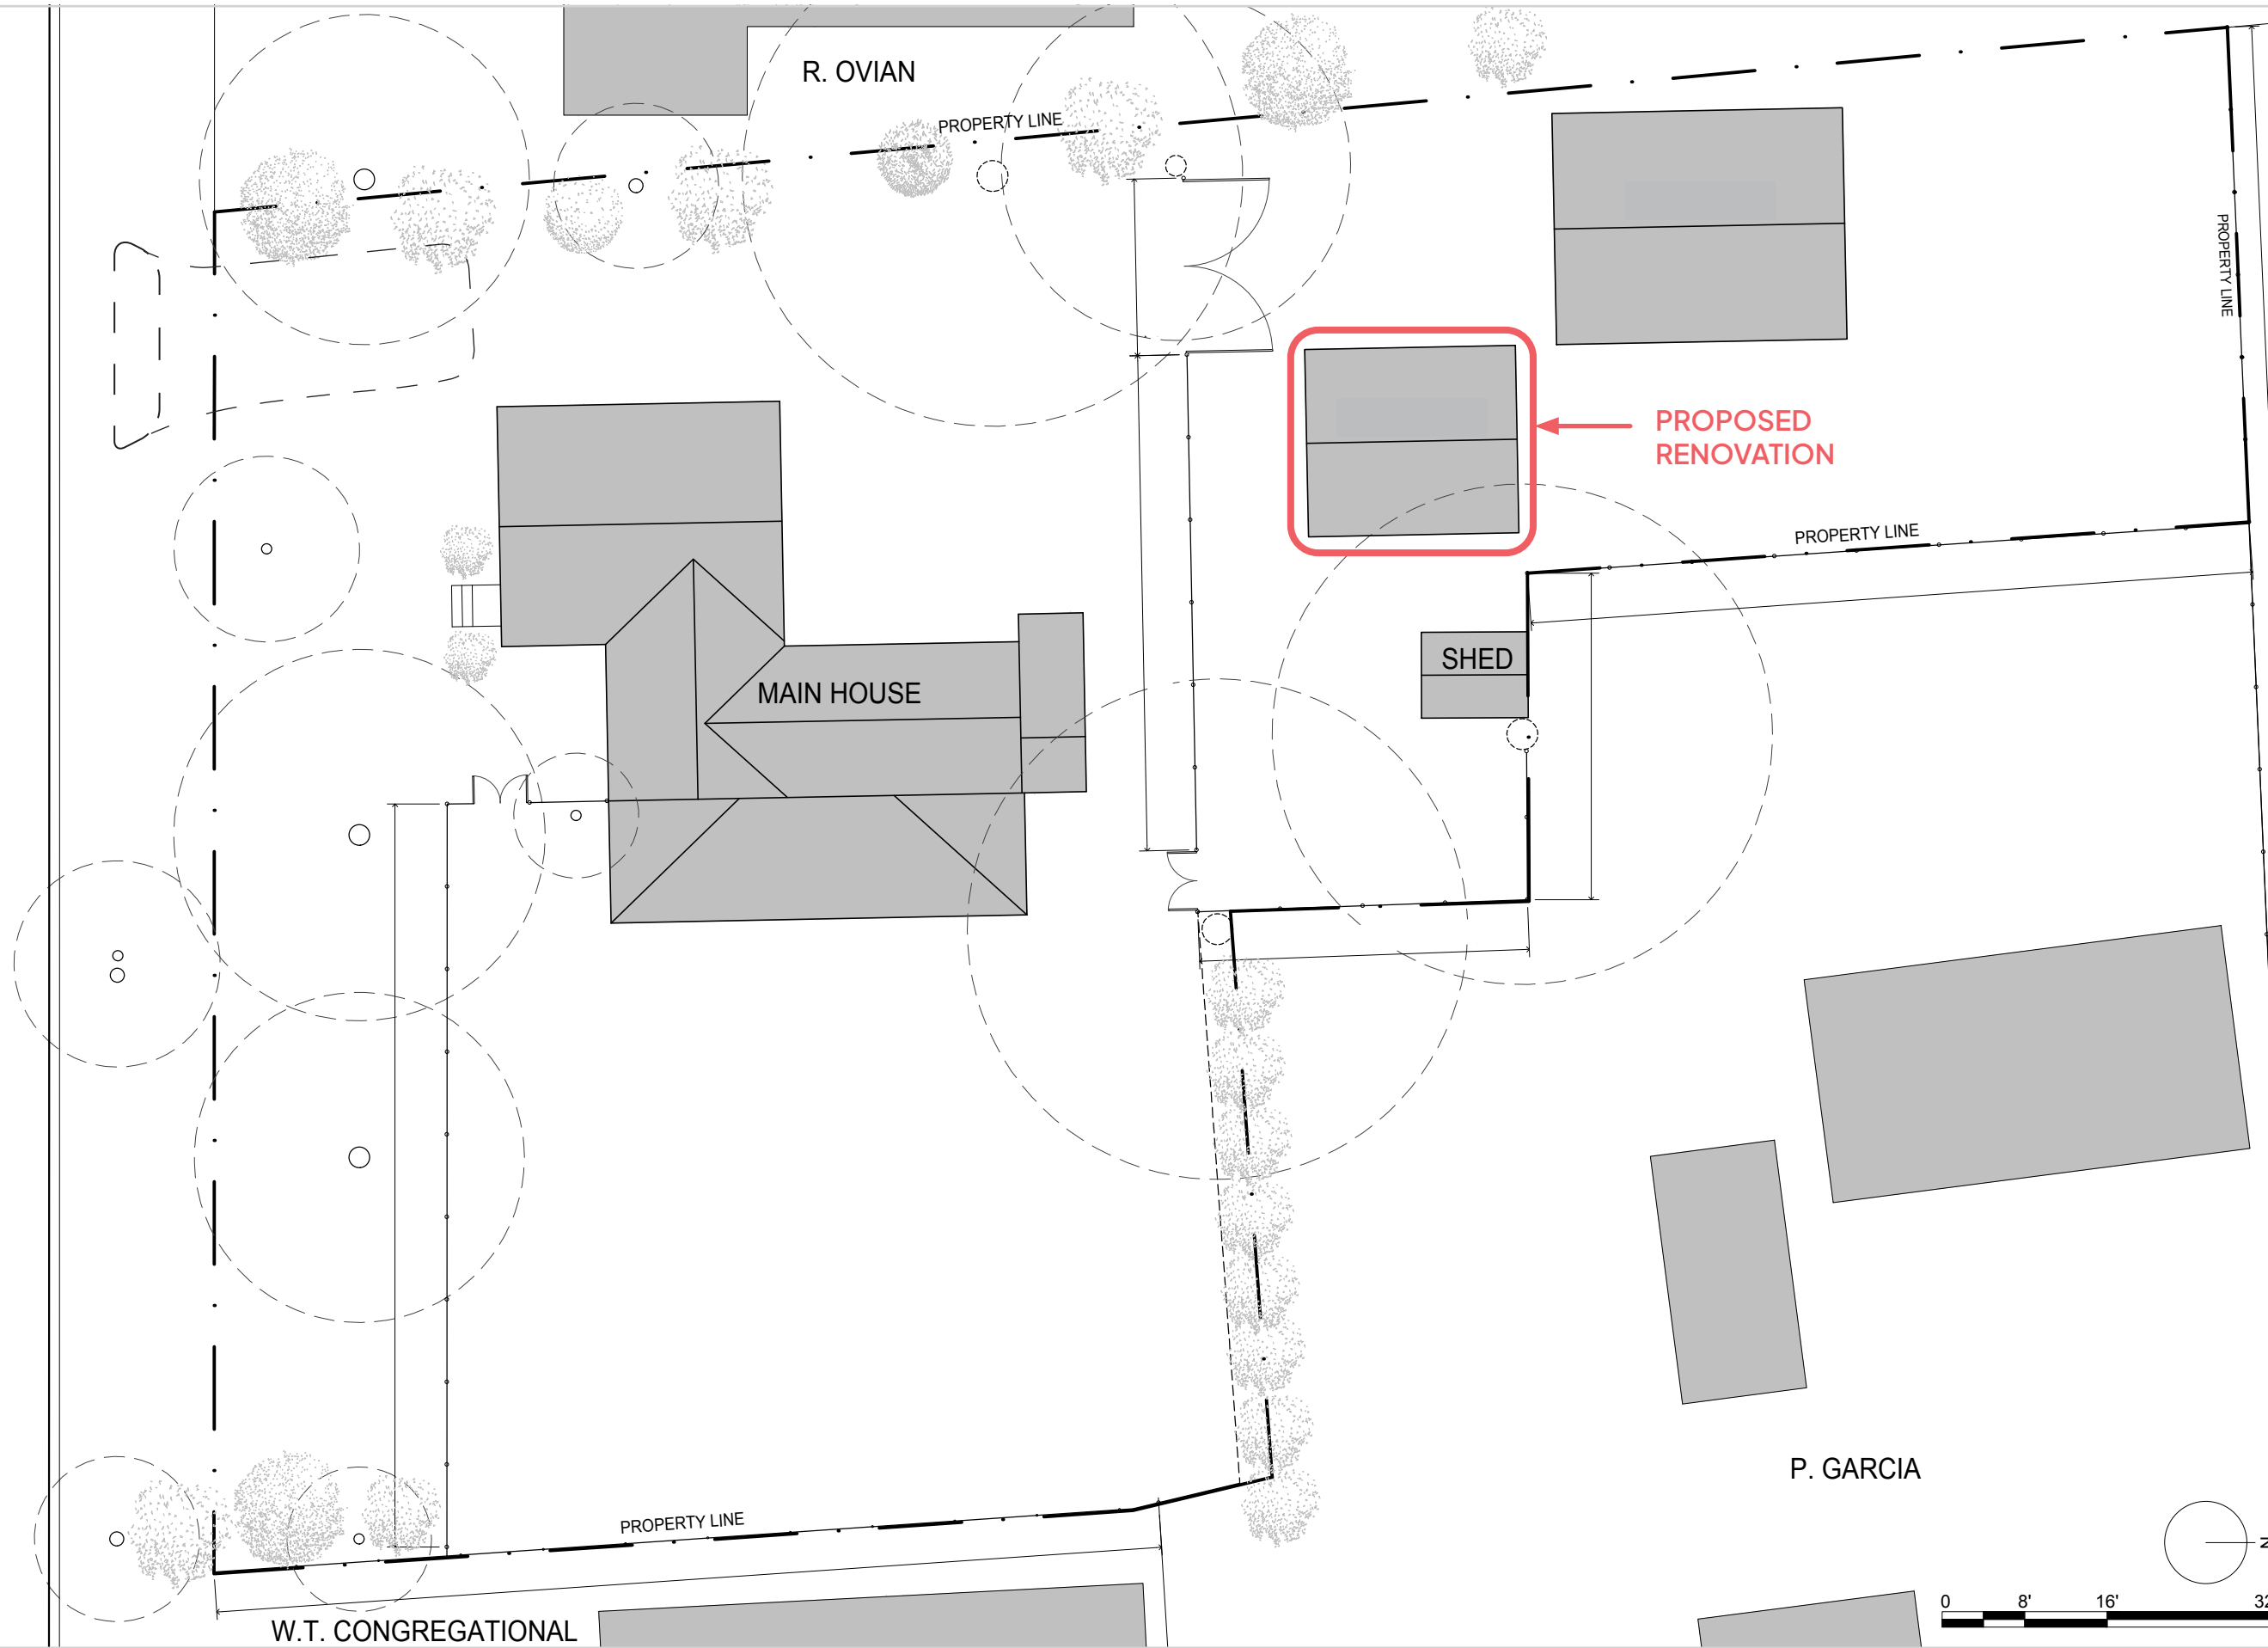 R. OVIAN
PROPERTY LINE
PROPERTY LINE
PROPOSED
RENOVATION
PROPERTY LINE
SHED
MAIN HOUSE
P. GARCIA
PROPERTY LINE
N
0 8' 16' 32
W.T. CONGREGATIONAL